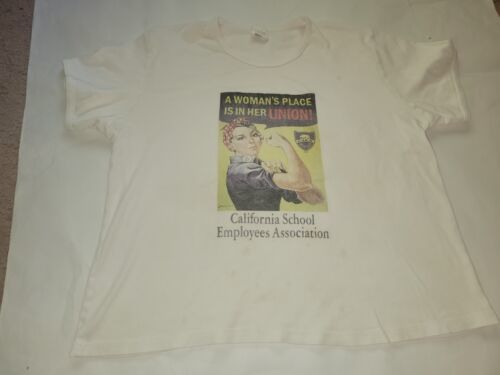 A WOMAN'S PLACE
IS IN HER UNION!
California School
Employees Association